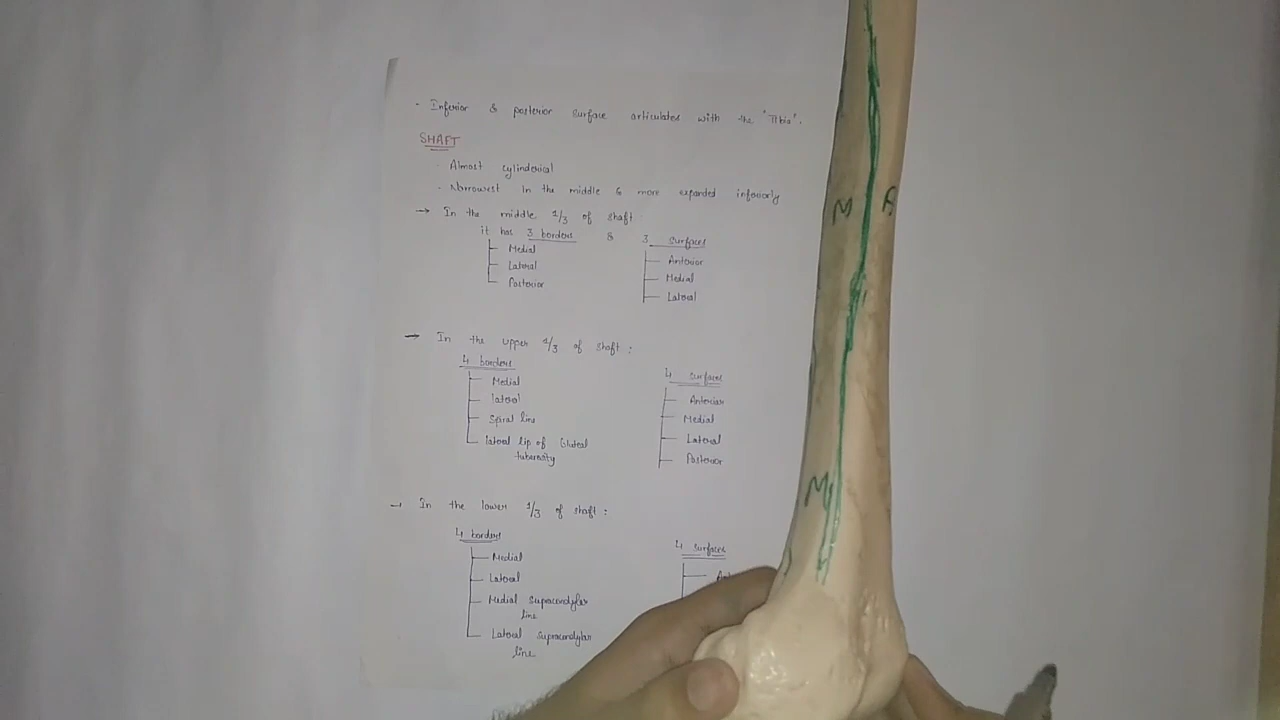 - Inferior & posterior surface articulates with the "Tibia".
SHAFT
- Almost cylinderical
- Narrowest in the middle & more expanded inferiorly
→ In the middle 1/3 of shaft
it has 3 borders & 3 surfaces
Medial
Lateral
Posterior
Anterior
Medial
Lateral
→ In the upper 1/3 of shaft :
4 borders
Medial
lateral
Spiral line
lateral lip of Gluteal
tuberosity
4 surfaces
Anterior
Medial
Lateral
Posterior
→ In the lower 1/3 of shaft :
4 borders
Medial
Lateral
Medial Supracondylar
line
Lateral Supracondylar
line
4 surfaces
M
A
M